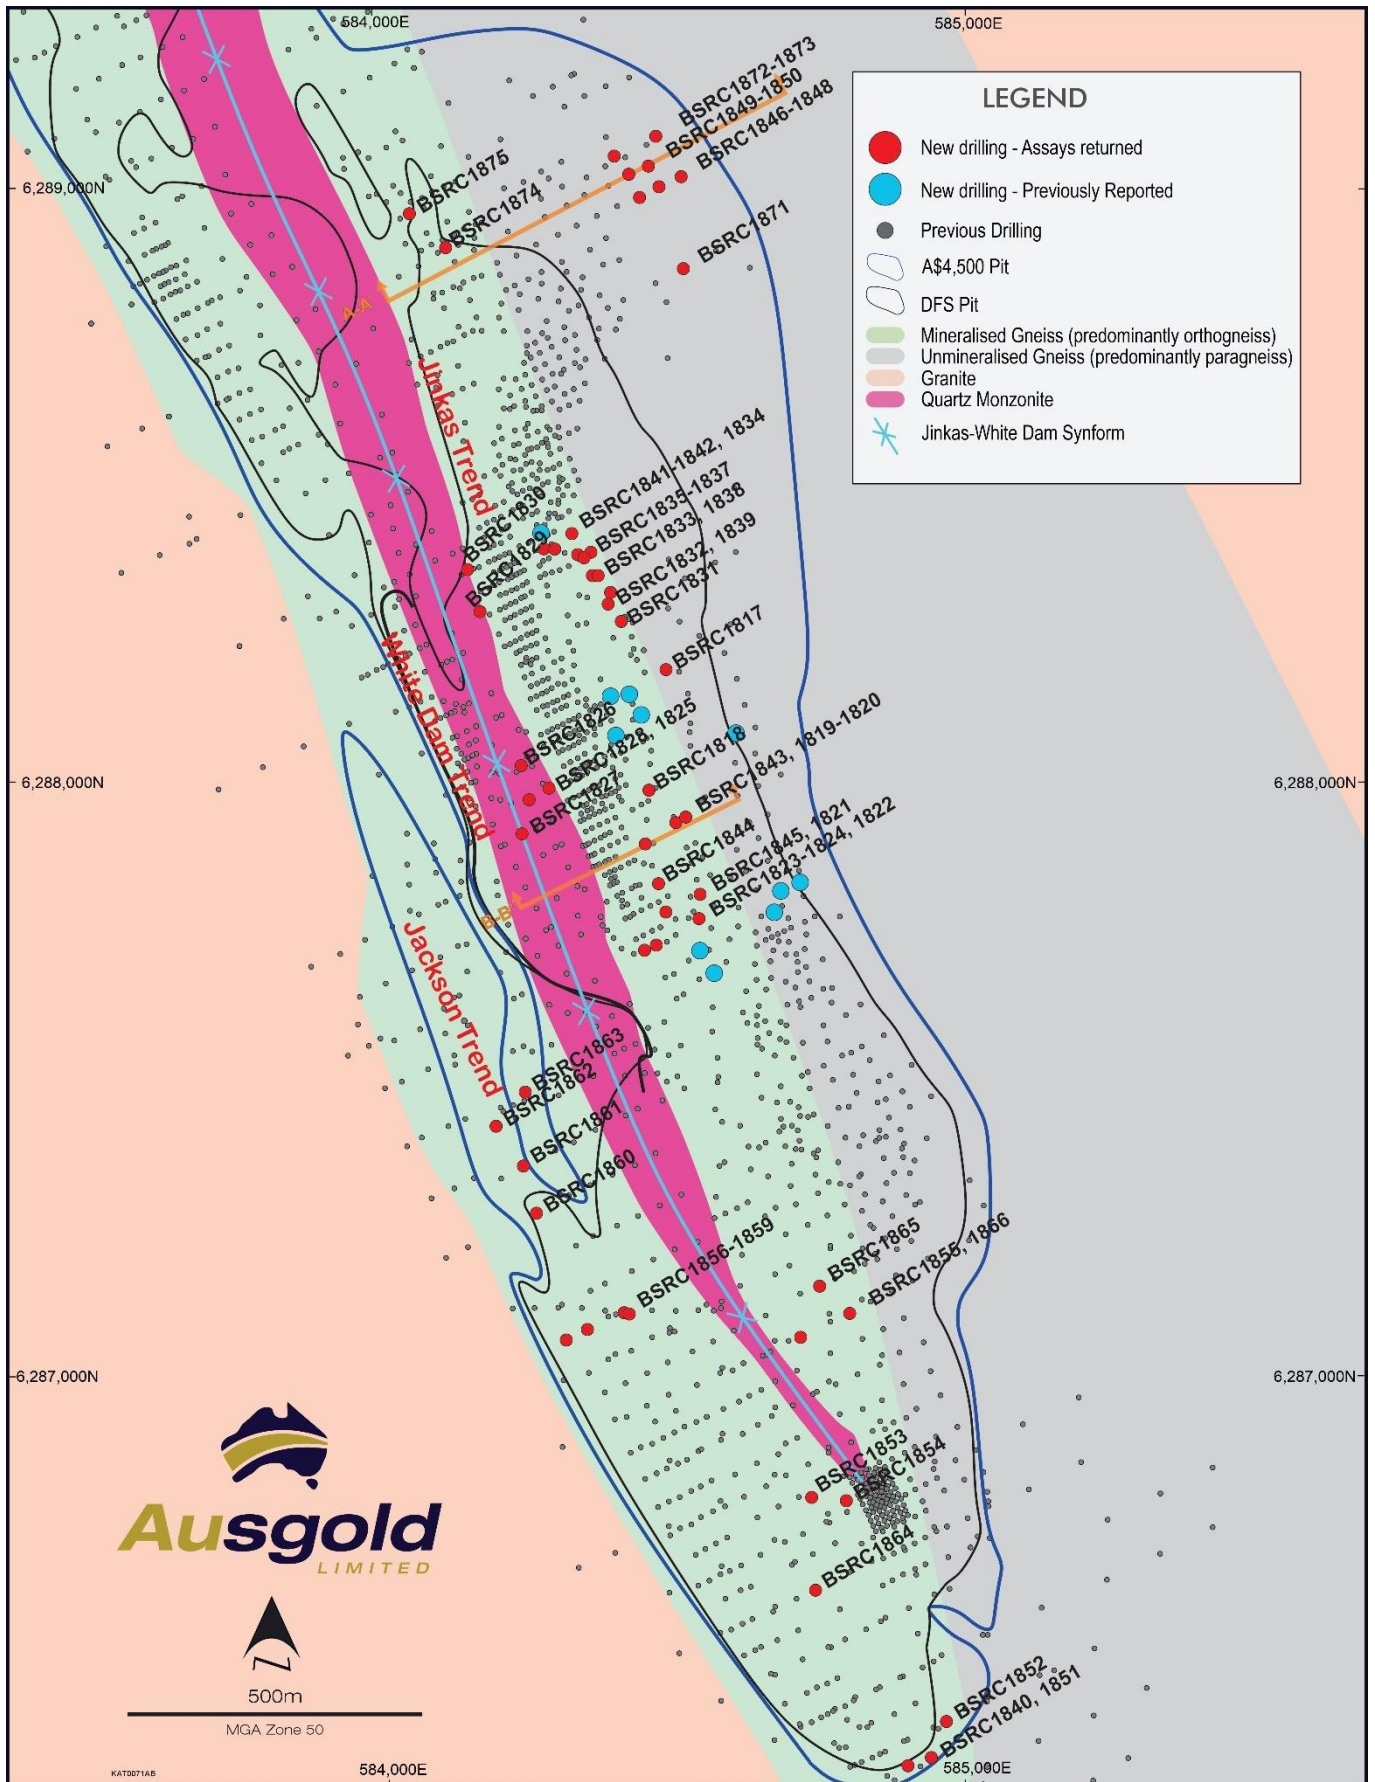 584,000E
585,000E
BSRC1872-1873
BSRC1849-1850
BSRC1846-1848
LEGEND
New drilling - Assays returned
New drilling - Previously Reported
Previous Drilling
A$4,500 Pit
DFS Pit
Mineralised Gneiss (predominantly orthogneiss)
Unmineralised Gneiss (predominantly paragneiss)
Granite
Quartz Monzonite
Jinkas-White Dam Synform
6,289,000N
BSRC1875
BSRC1874
BSRC1871
A-A'
Jinkas Trend
BSRC1841-1842, 1834
BSRC1835-1837
BSRC1833, 1838
BSRC1832, 1839
BSRC1831
BSRC1830
BSRC1829
BSRC1817
White Dam Trend
BSRC1826
BSRC1828, 1825
BSRC1827
BSRC1818
BSRC1843, 1819-1820
6,288,000N
6,288,000N
BSRC1844
BSRC1845, 1821
BSRC1823-1824, 1822
B-B'
Jackson Trend
BSRC1863
BSRC1862
BSRC1861
BSRC1860
BSRC1856-1859
BSRC1865
BSRC1855, 1866
6,287,000N
6,287,000N
BSRC1853
BSRC1854
BSRC1864
Ausgold
LIMITED
N
500m
MGA Zone 50
BSRC1852
BSRC1840, 1851
KAT0071AB
584,000E
585,000E